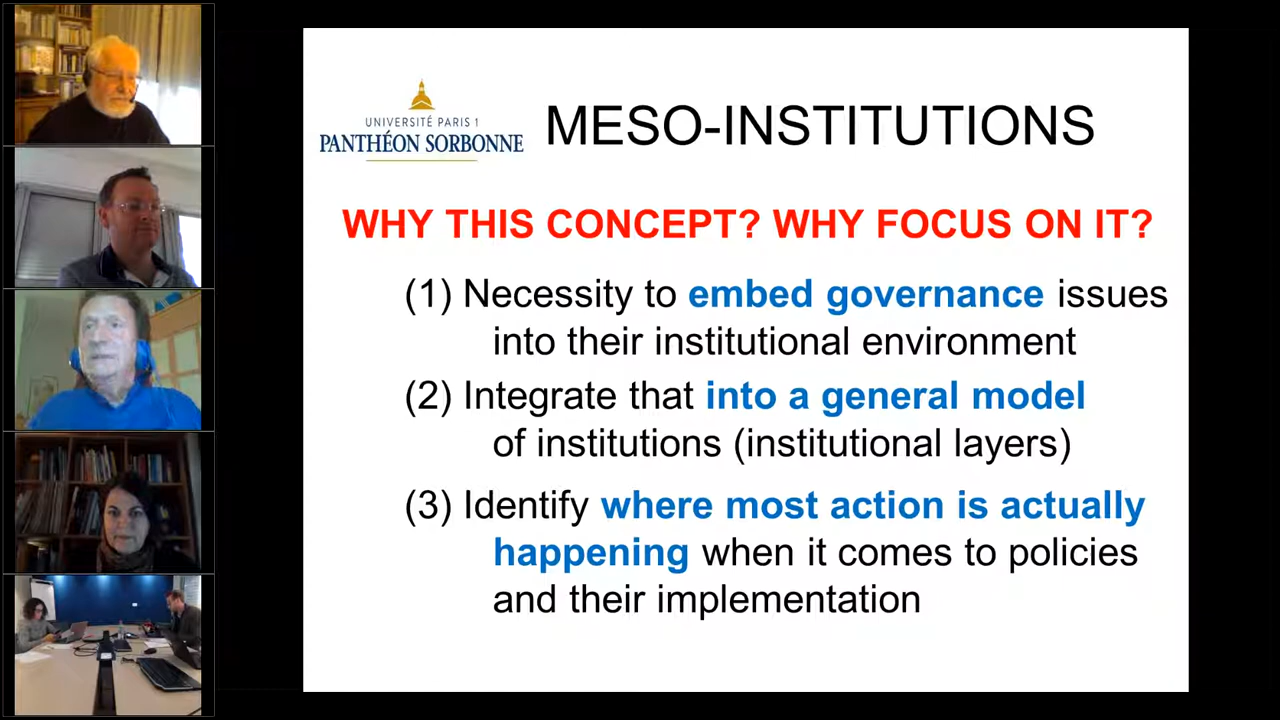 UNIVERSITÉ PARIS 1
PANTHÉON SORBONNE
MESO-INSTITUTIONS
WHY THIS CONCEPT? WHY FOCUS ON IT?
(1) Necessity to embed governance issues
into their institutional environment
(2) Integrate that into a general model
of institutions (institutional layers)
(3) Identify where most action is actually
happening when it comes to policies
and their implementation